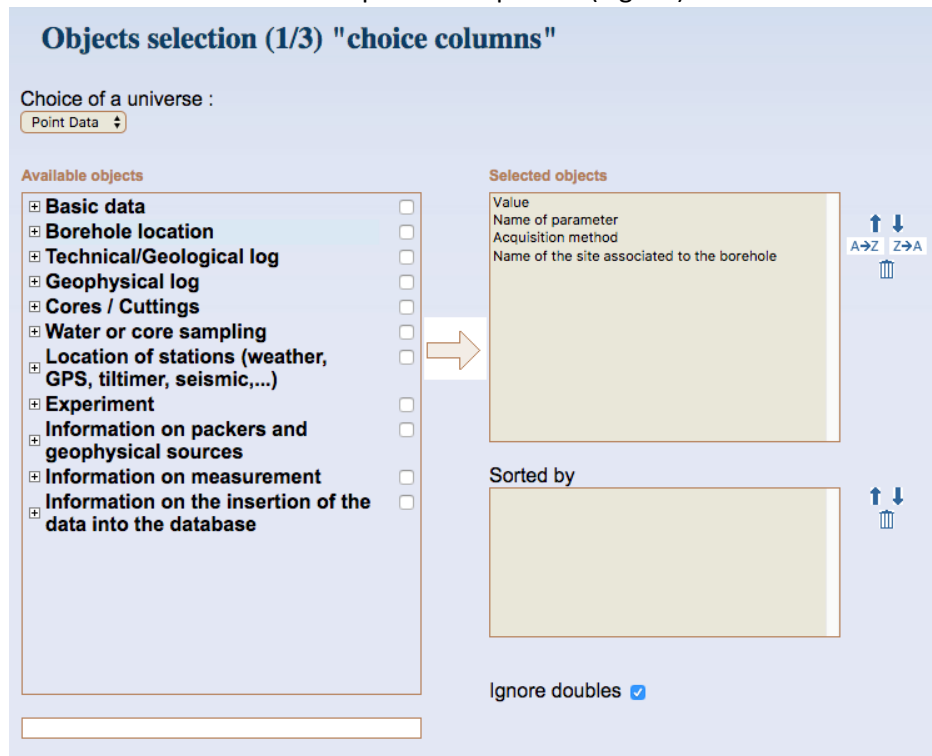 Objects selection (1/3) "choice columns"
Choice of a universe :
Point Data
Available objects
Basic data
Borehole location
Technical/Geological log
Geophysical log
Cores / Cuttings
Water or core sampling
Location of stations (weather,
GPS, tiltimer, seismic,...)
Experiment
Information on packers and
geophysical sources
Information on measurement
Information on the insertion of the
data into the database
Selected objects
Value
Name of parameter
Acquisition method
Name of the site associated to the borehole
A→Z Z→A
Sorted by
Ignore doubles